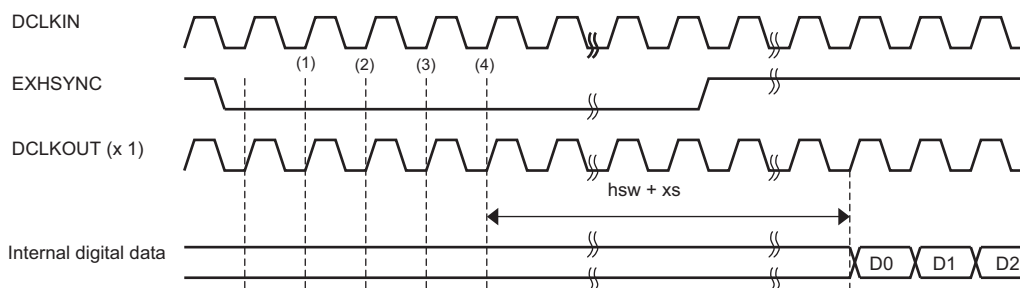 DCLKIN
(1) (2) (3) (4)
EXHSYNC
DCLKOUT (x 1)
hsw + xs
Internal digital data
D0 D1 D2